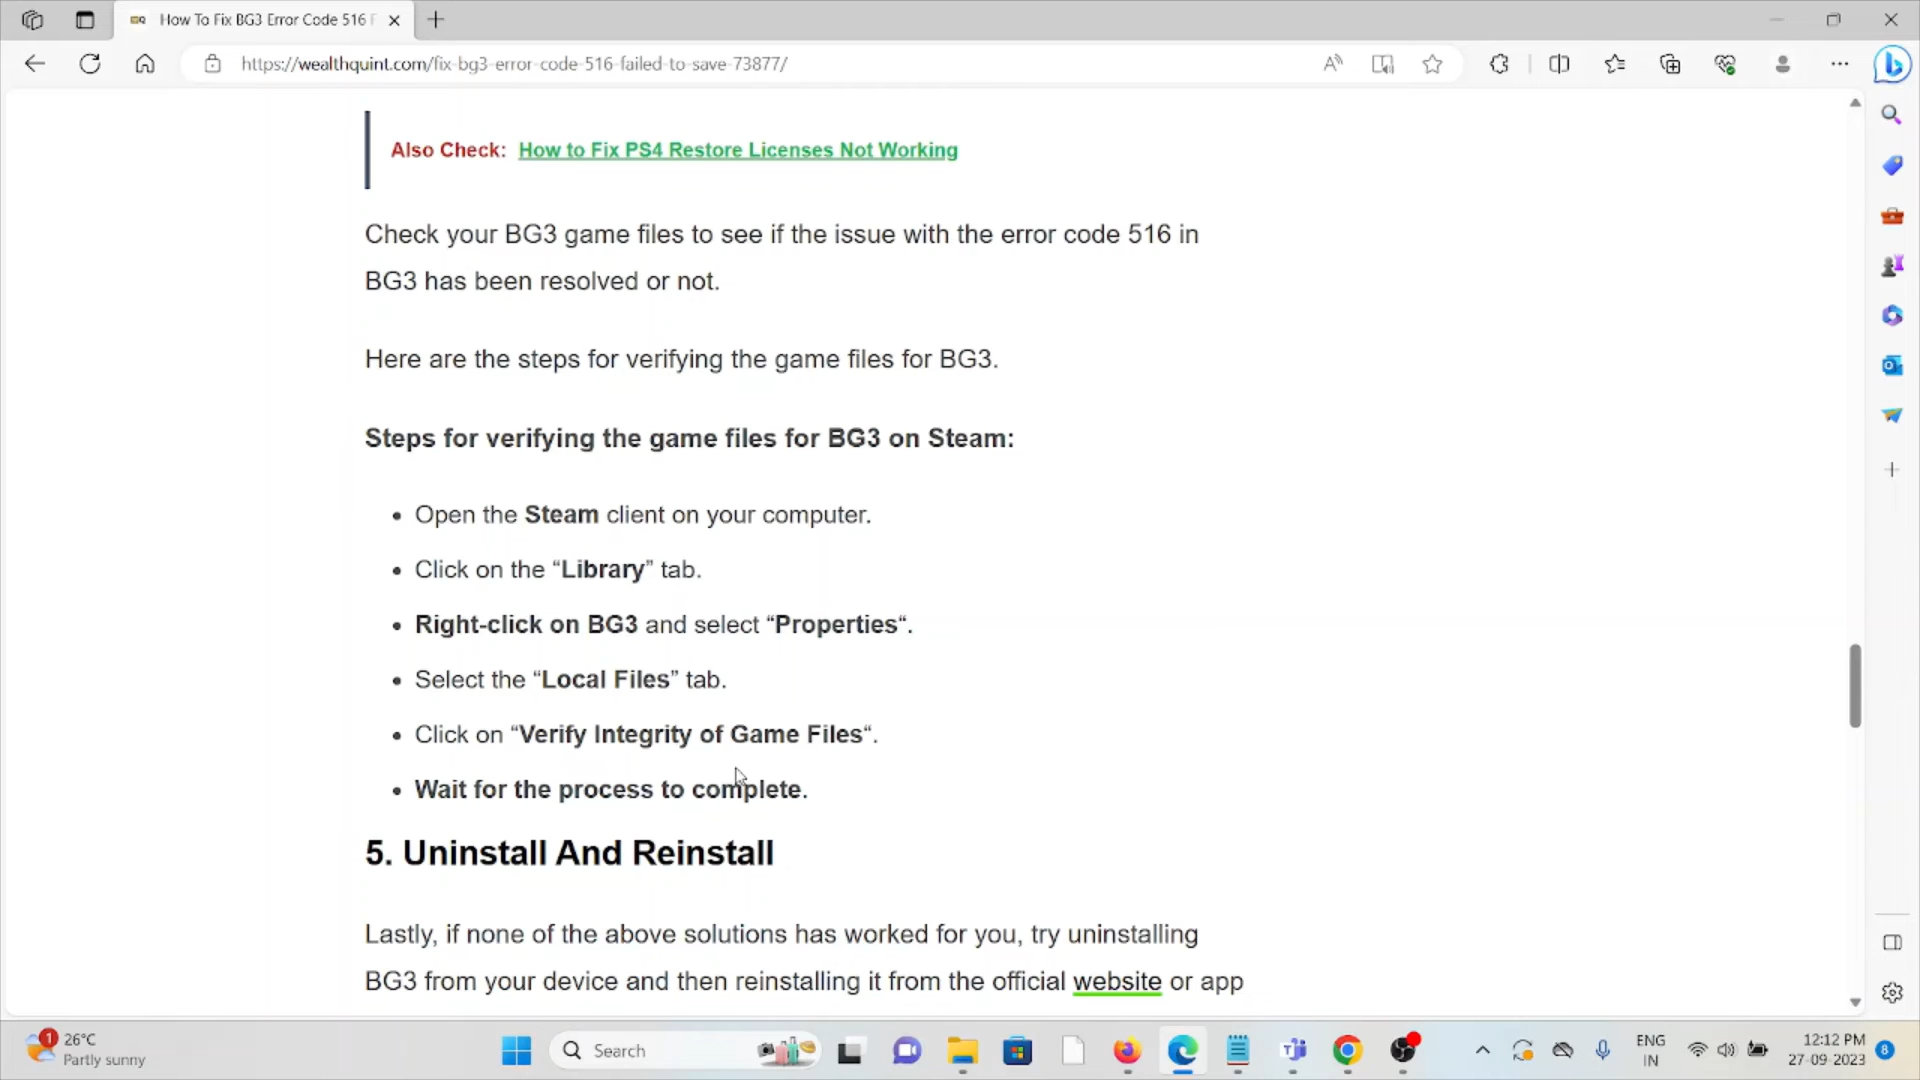 How To Fix BG3 Error Code 516 F
https://wealthquint.com/fix-bg3-error-code-516-failed-to-save-73877/
Also Check: How to Fix PS4 Restore Licenses Not Working
Check your BG3 game files to see if the issue with the error code 516 in
BG3 has been resolved or not.
Here are the steps for verifying the game files for BG3.
Steps for verifying the game files for BG3 on Steam:
• Open the Steam client on your computer.
• Click on the “Library” tab.
• Right-click on BG3 and select “Properties“.
• Select the “Local Files” tab.
• Click on “Verify Integrity of Game Files“.
• Wait for the process to complete.
5. Uninstall And Reinstall
Lastly, if none of the above solutions has worked for you, try uninstalling
BG3 from your device and then reinstalling it from the official website or app
1
26°C
Partly sunny
Search
ENG
IN
12:12 PM
27-09-2023
8